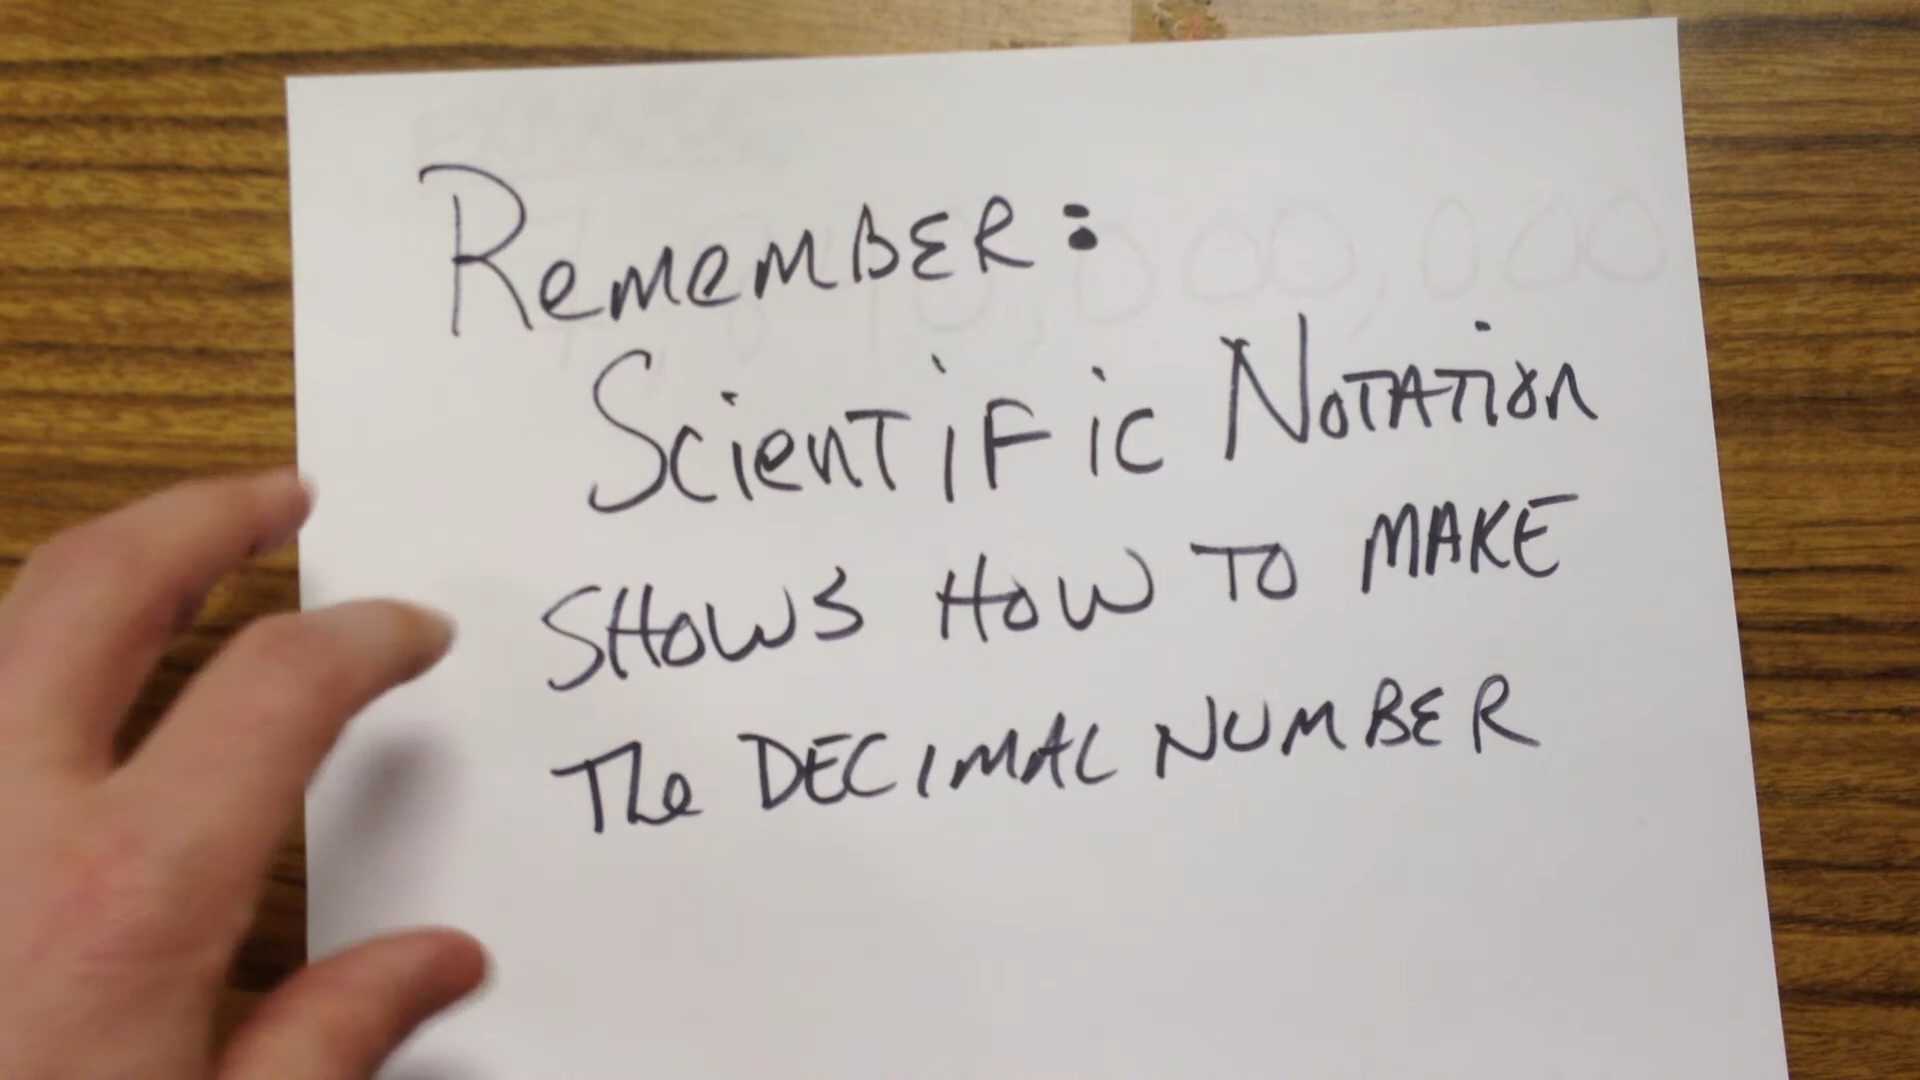 Remember:
Scientific Notation
SHOWS HOW TO MAKE
The DECIMAL NUMBER